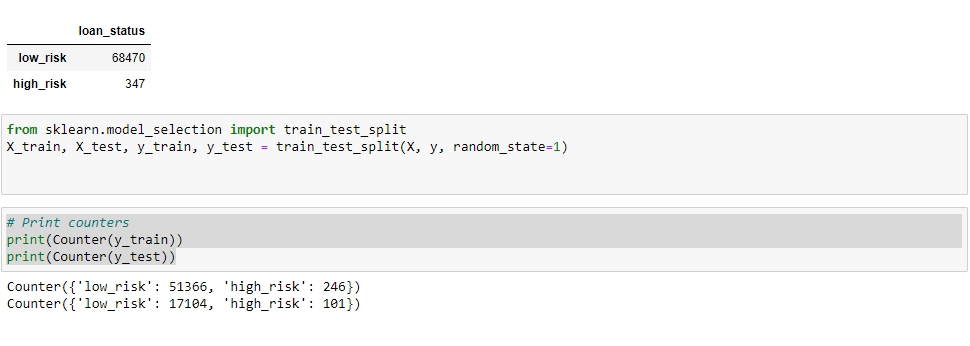 loan_status
low_risk 68470
high_risk 347
from sklearn.model_selection import train_test_split
X_train, X_test, y_train, y_test = train_test_split(X, y, random_state=1)
# Print counters
print(Counter(y_train))
print(Counter(y_test))
Counter({'low_risk': 51366, 'high_risk': 246})
Counter({'low_risk': 17104, 'high_risk': 101})